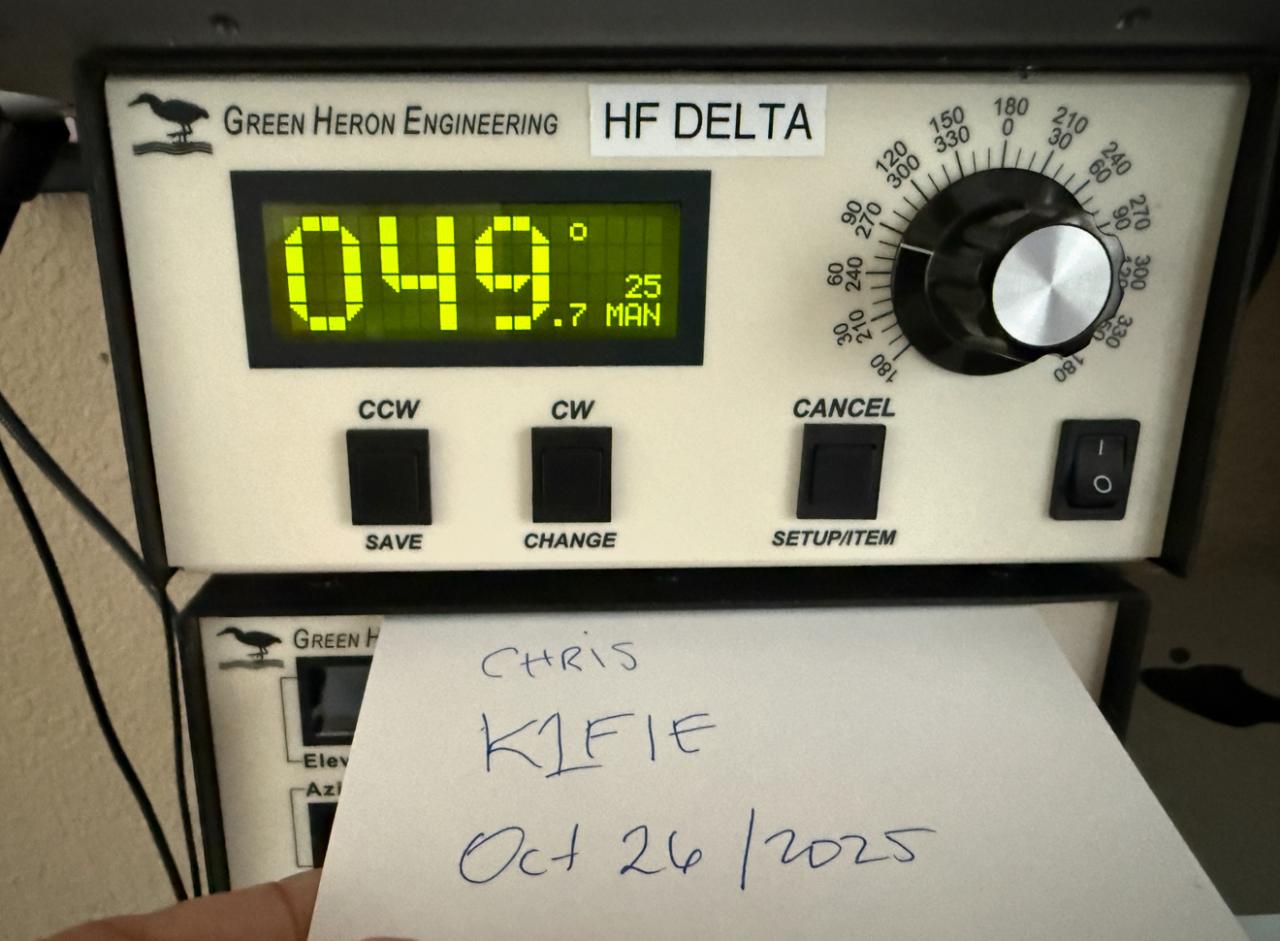 GREEN HERON ENGINEERING
HF DELTA
049.7°
25
MAN
150 180 210
330 0 30
120 240
300 60
90 270
270 90
60 300
240 120
30 330
210
180 180
CCW CW CANCEL
SAVE CHANGE SETUP/ITEM
I
O
GREEN H
Elev
Azi
CHRIS
K1FIE
Oct 26/2025